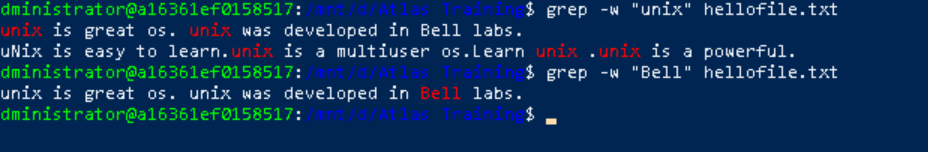 dministrator@a16361ef0158517:/mnt/d/Atlas Training$ grep -w "unix" hellofile.txt
unix is great os. unix was developed in Bell labs.
uNix is easy to learn.unix is a multiuser os.Learn unix .unix is a powerful.
dministrator@a16361ef0158517:/mnt/d/Atlas Training$ grep -w "Bell" hellofile.txt
unix is great os. unix was developed in Bell labs.
dministrator@a16361ef0158517:/mnt/d/Atlas Training$